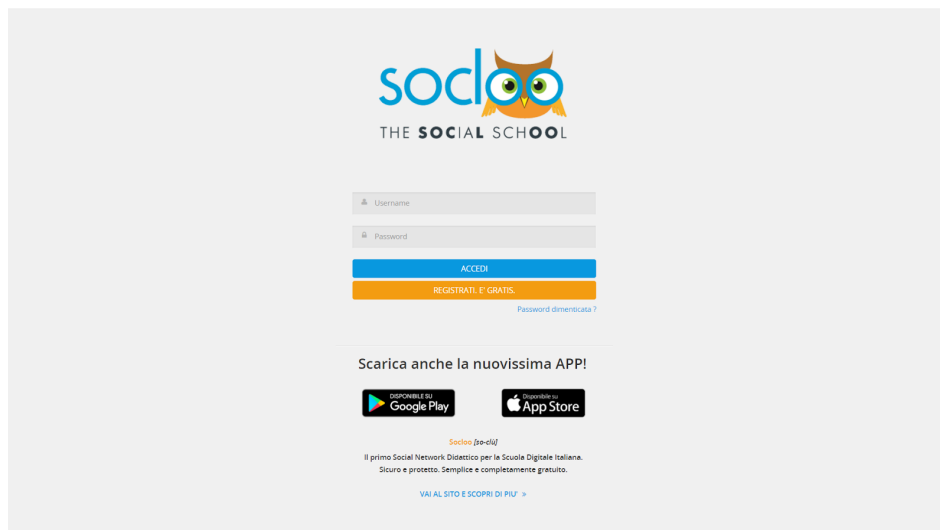 socloo
THE SOCIAL SCHOOL
Username
Password
ACCEDI
REGISTRATI. E' GRATIS.
Password dimenticata ?
Scarica anche la nuovissima APP!
DISPONIBILE SU
Google Play
Disponibile su
App Store
Socloo [so-clù]
Il primo Social Network Didattico per la Scuola Digitale Italiana.
Sicuro e protetto. Semplice e completamente gratuito.
VAI AL SITO E SCOPRI DI PIU' »